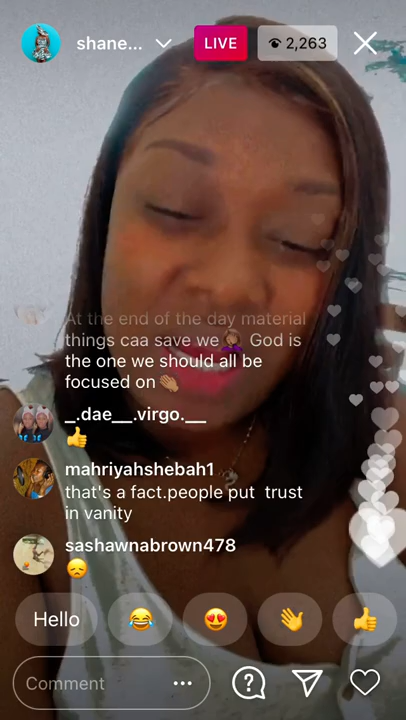 shane...
LIVE
2,263
At the end of the day material
things caa save we 🤦🏾‍♀️ God is
the one we should all be
focused on 👏🏽
_.dae__.virgo.__
👍
mahriyahshebah1
that's a fact.people put trust
in vanity
sashawnabrown478
😞
Hello 😂 😍 👋 👍
Comment